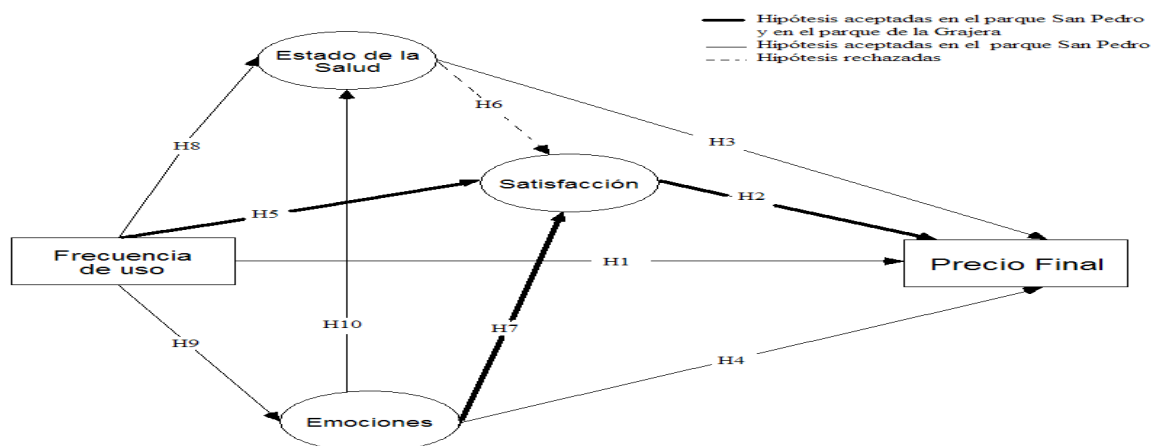 Hipótesis aceptadas en el parque San Pedro
y en el parque de la Grajera
Hipótesis aceptadas en el parque San Pedro
Hipótesis rechazadas
Estado de la
Salud
H6
H8
H3
Satisfacción
H2
H5
Frecuencia
de uso
H1
Precio Final
H10
H7
H9
H4
Emociones